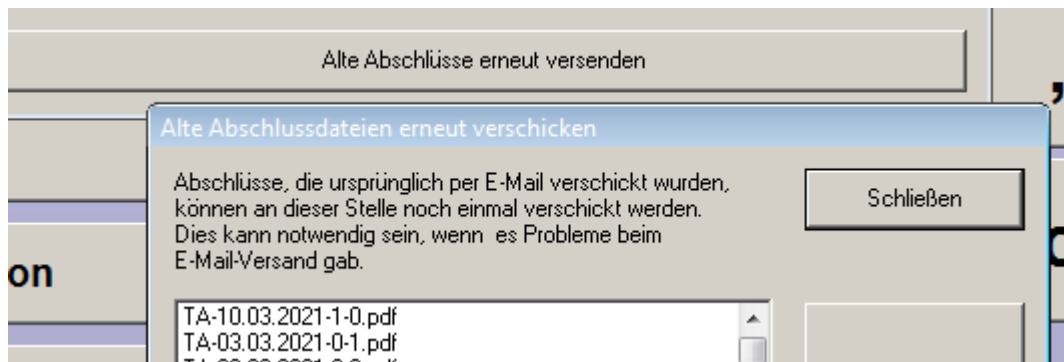 Alte Abschlüsse erneut versenden
Alte Abschlussdateien erneut verschicken
Abschlüsse, die ursprünglich per E-Mail verschickt wurden,
können an dieser Stelle noch einmal verschickt werden.
Dies kann notwendig sein, wenn  es Probleme beim
E-Mail-Versand gab.
Schließen
on
TA-10.03.2021-1-0.pdf
TA-03.03.2021-0-1.pdf